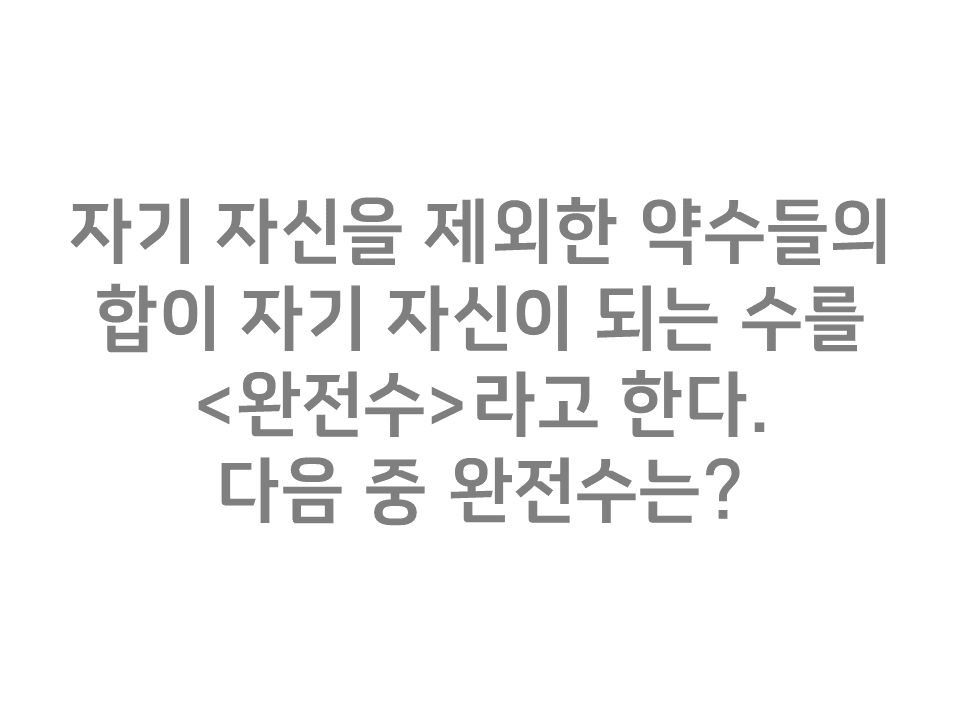 자기 자신을 제외한 약수들의
합이 자기 자신이 되는 수를
<완전수>라고 한다.
다음 중 완전수는?